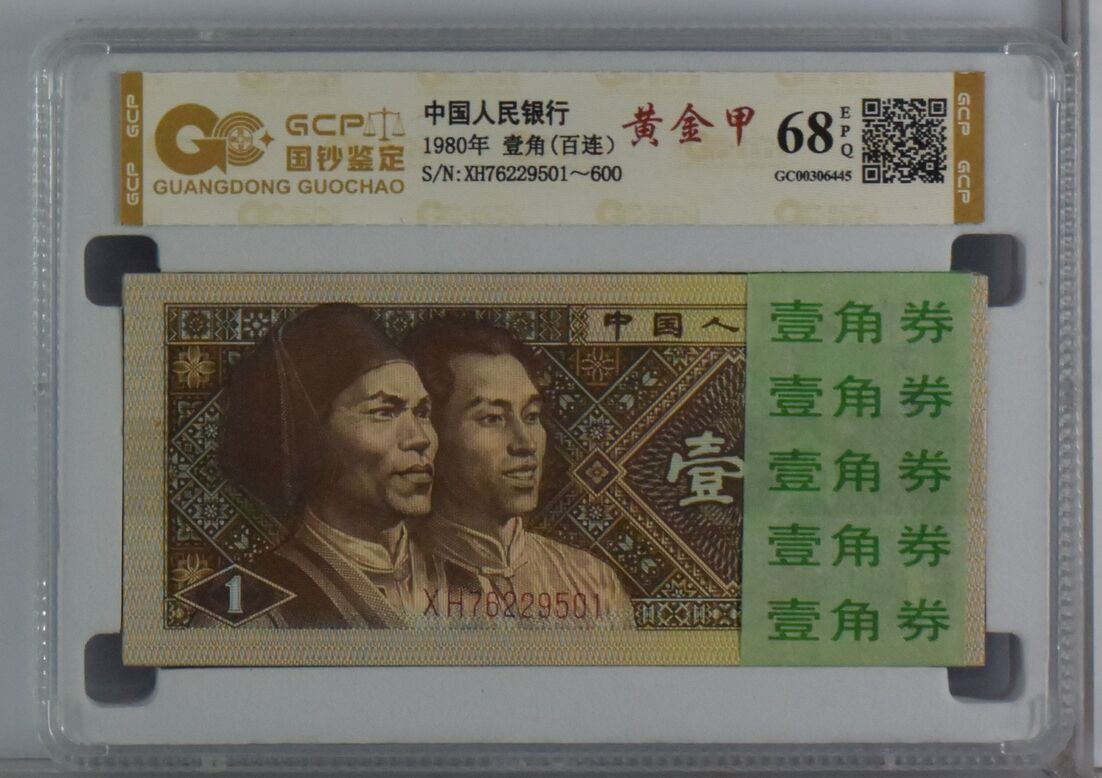 GCP
GCP
GC
GCP
国钞鉴定
GUANGDONG GUOCHAO
中国人民银行
1980年 壹角(百连)
S/N:XH76229501~600
黄金甲
68
EPQ
GC00306445
GCP
GCP
中国人
壹
1
XH76229501
壹角券
壹角券
壹角券
壹角券
壹角券